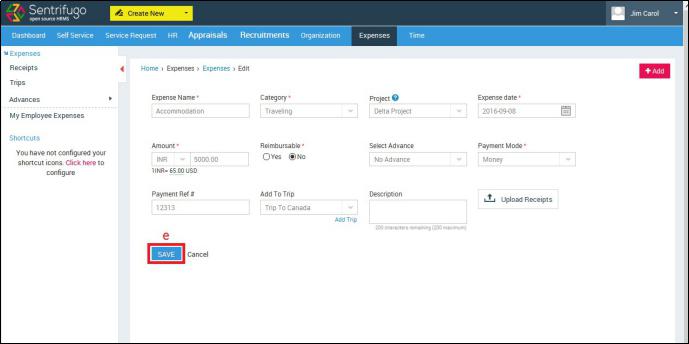 Sentrifugo
open source HRMS
Create New
Jim Carol
Dashboard Self Service Service Request HR Appraisals Recruitments Organization Expenses Time
Expenses
Receipts
Trips
Advances
My Employee Expenses
Shortcuts
You have not configured your
shortcut icons. Click here to
configure
Home › Expenses › Expenses › Edit
+ Add
Expense Name * Category * Project ? Expense date *
Accommodation Traveling Delta Project 2016-09-08
Amount * Reimbursable * Select Advance Payment Mode *
INR 5000.00 Yes No No Advance Money
1INR= 65.00 USD
Payment Ref # Add To Trip Description
12313 Trip To Canada Upload Receipts
Add Trip
200 characters remaining (200 maximum)
e
SAVE Cancel